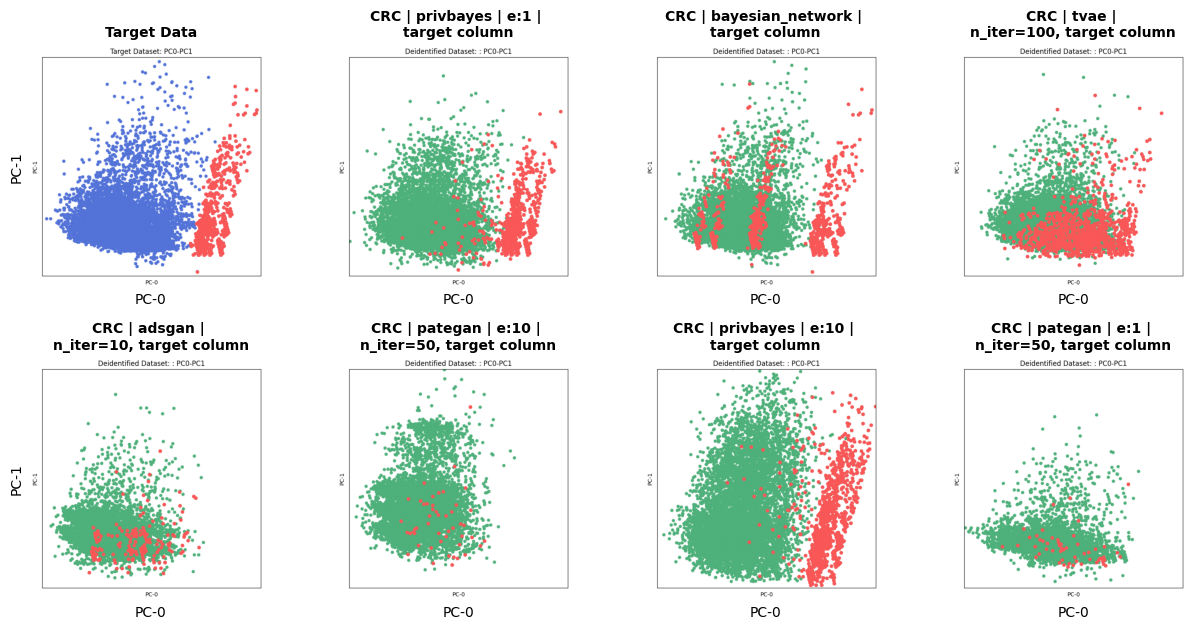 Target Data
Target Dataset: PC0-PC1
PC-1
PC-1
PC-0
PC-0
CRC | privbayes | e:1 |
target column
Deidentified Dataset: : PC0-PC1
PC-1
PC-0
PC-0
CRC | bayesian_network |
target column
Deidentified Dataset: : PC0-PC1
PC-1
PC-0
PC-0
CRC | tvae |
n_iter=100, target column
Deidentified Dataset: : PC0-PC1
PC-1
PC-0
PC-0
CRC | adsgan |
n_iter=10, target column
Deidentified Dataset: : PC0-PC1
PC-1
PC-1
PC-0
PC-0
CRC | pategan | e:10 |
n_iter=50, target column
Deidentified Dataset: : PC0-PC1
PC-1
PC-0
PC-0
CRC | privbayes | e:10 |
target column
Deidentified Dataset: : PC0-PC1
PC-1
PC-0
PC-0
CRC | pategan | e:1 |
n_iter=50, target column
Deidentified Dataset: : PC0-PC1
PC-1
PC-0
PC-0